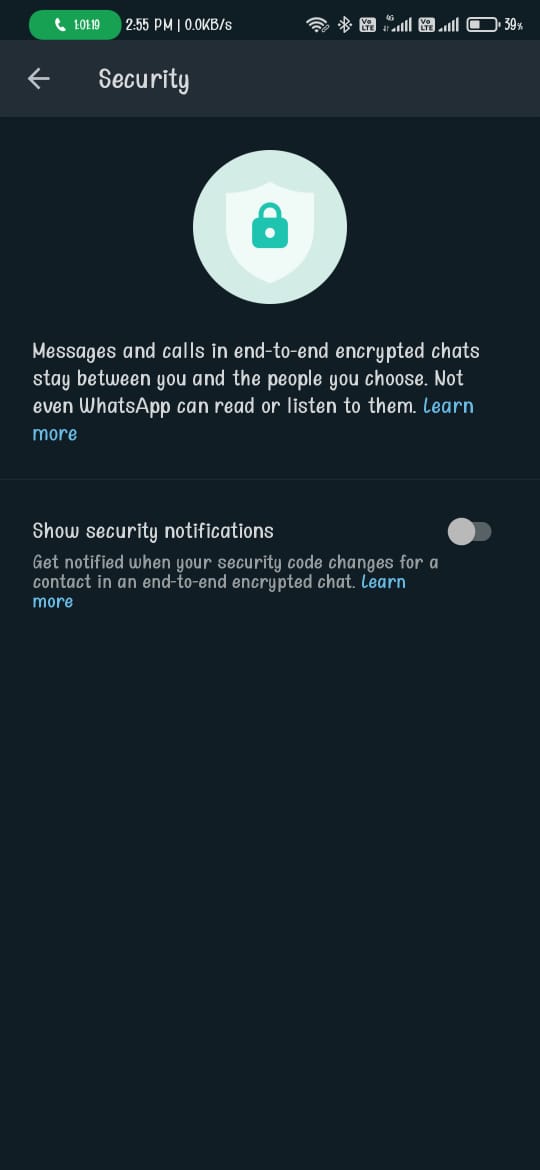 1:01:19 2:55 PM | 0.0KB/s Vo LTE 4G Vo LTE 39%
Security
Messages and calls in end-to-end encrypted chats
stay between you and the people you choose. Not
even WhatsApp can read or listen to them. Learn
more
Show security notifications
Get notified when your security code changes for a
contact in an end-to-end encrypted chat. Learn
more